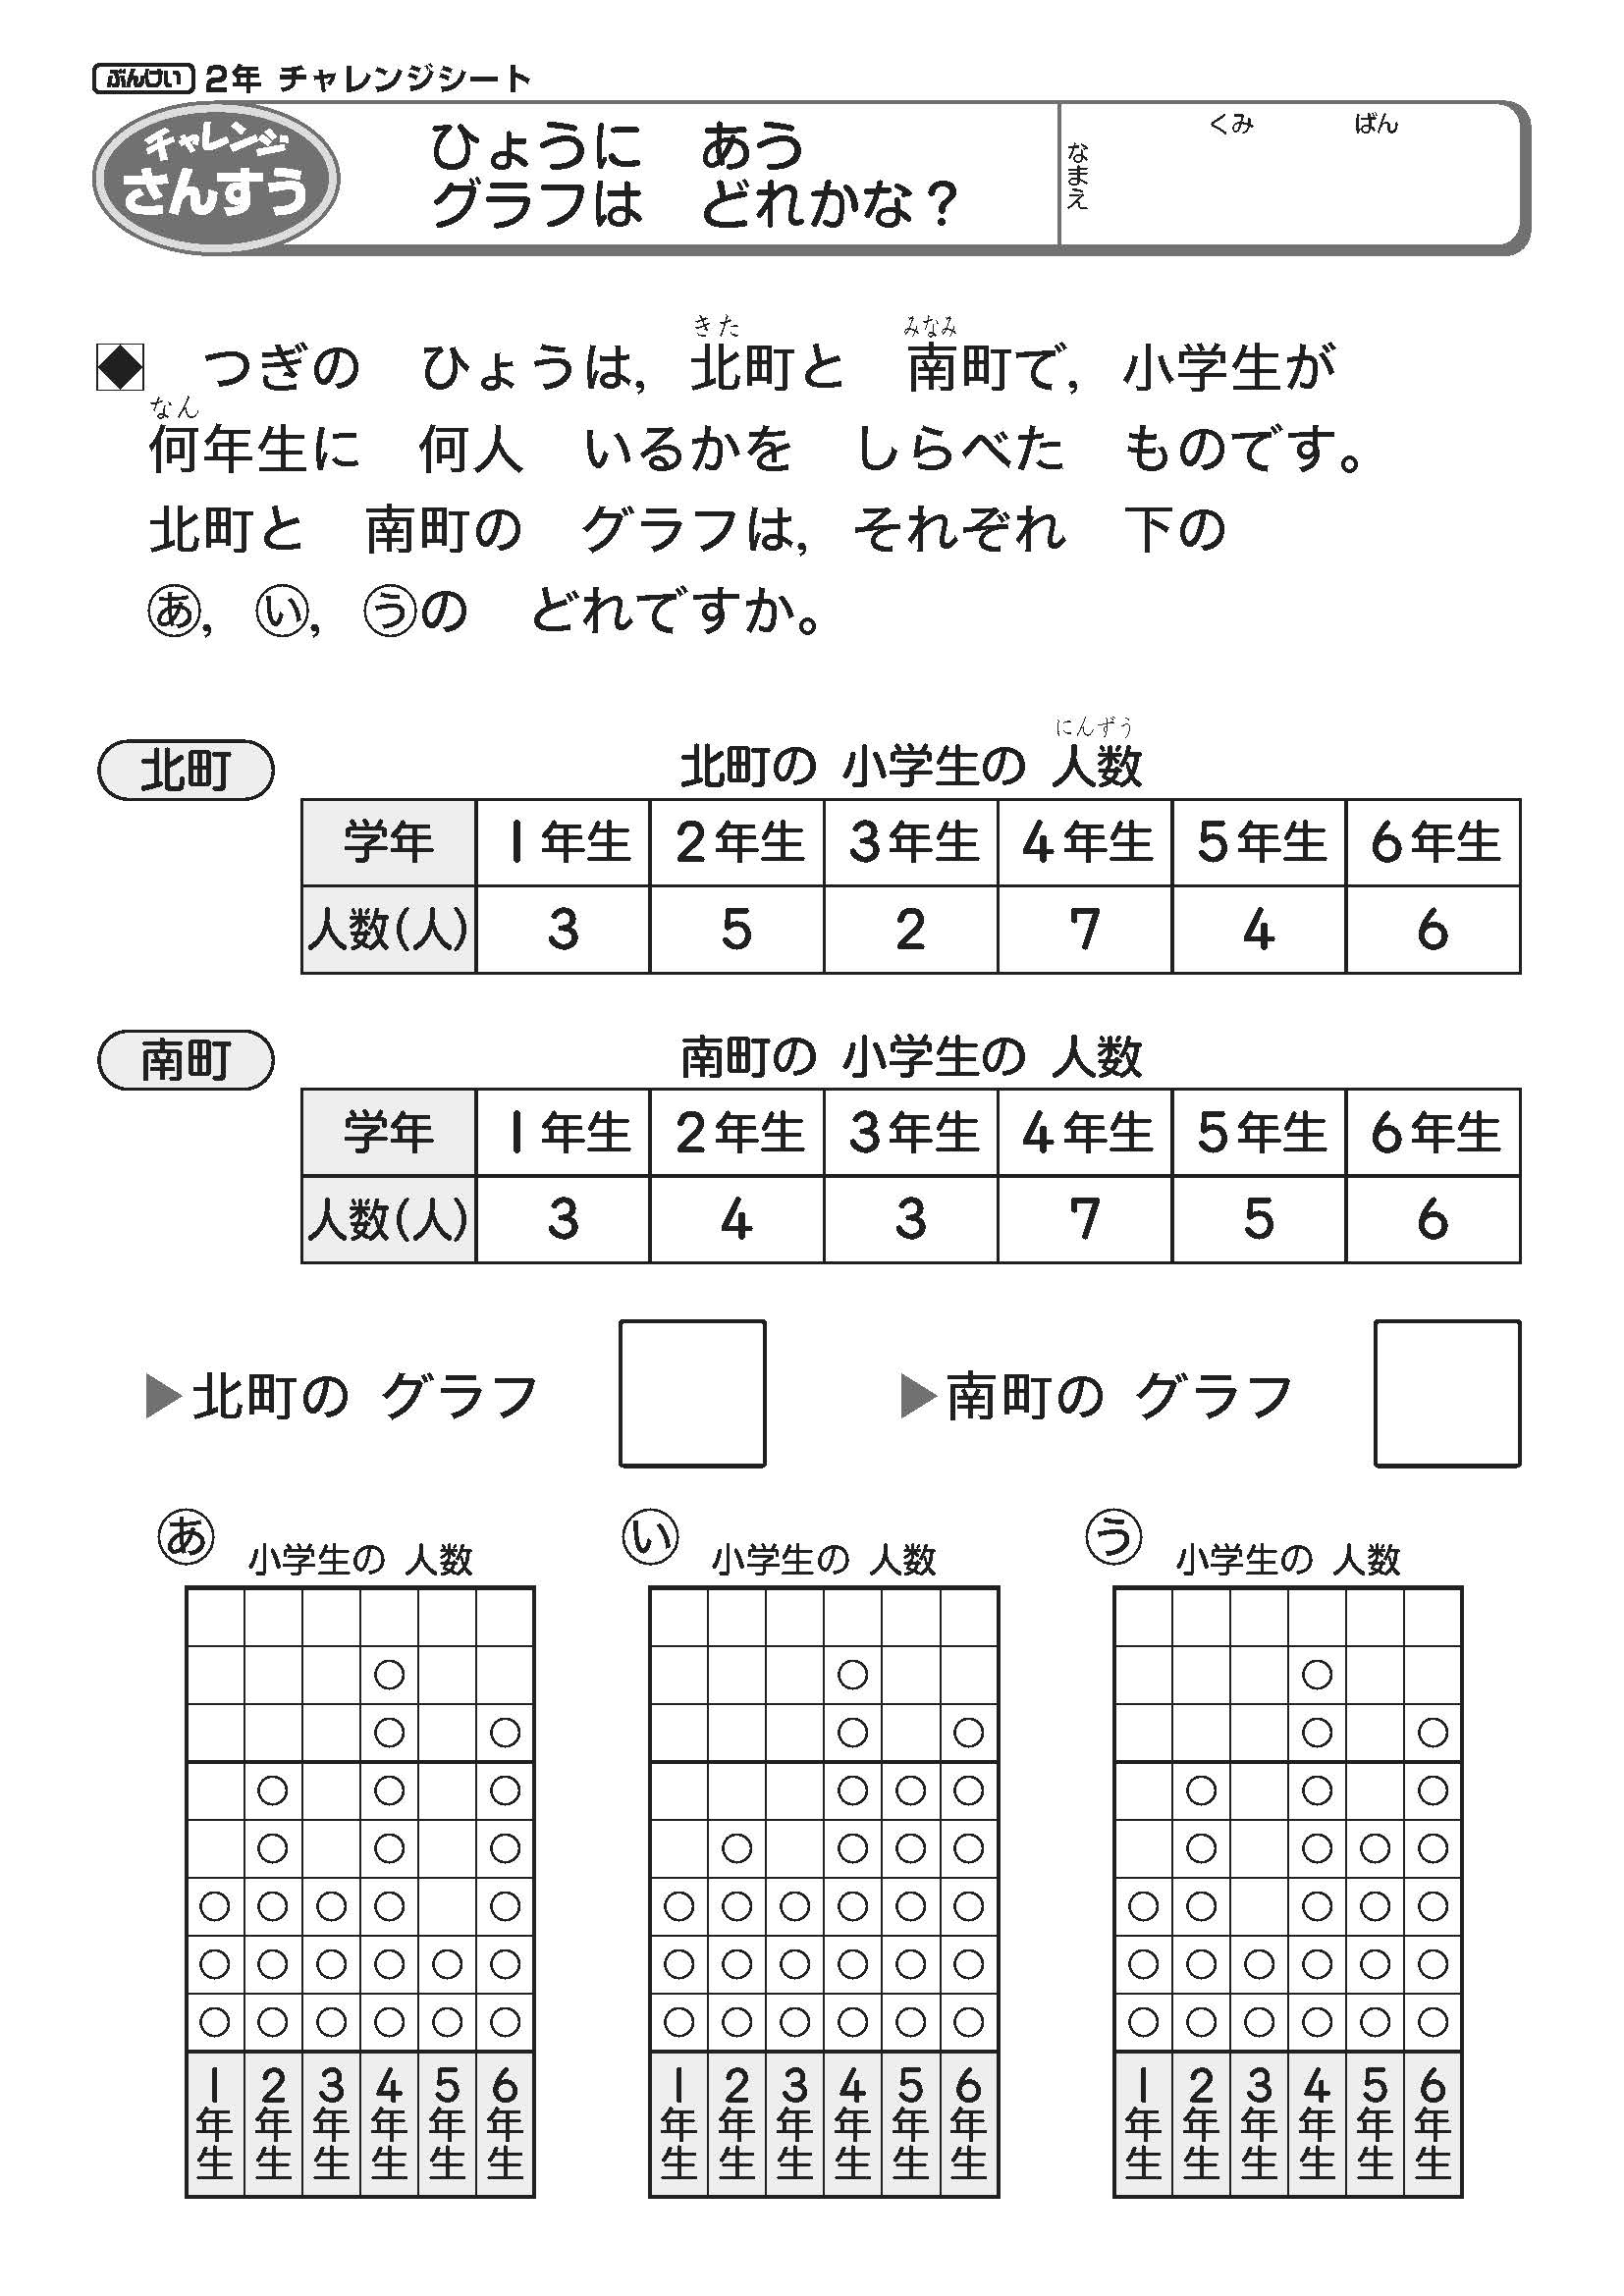 ぶんけい 2年 チャレンジシート
チャレンジ
さんすう
ひょうに あう
グラフは どれかな？
くみ ばん
なまえ
◆ つぎの ひょうは，北町と 南町で，小学生が
きた みなみ
何年生に 何人 いるかを しらべた ものです。
なん
北町と 南町の グラフは，それぞれ 下の
あ，い，うの どれですか。
北町
北町の 小学生の 人数
にんずう
学年 1年生 2年生 3年生 4年生 5年生 6年生
人数(人) 3 5 2 7 4 6
南町
南町の 小学生の 人数
学年 1年生 2年生 3年生 4年生 5年生 6年生
人数(人) 3 4 3 7 5 6
▶北町の グラフ
▶南町の グラフ
あ 小学生の 人数
1年生 2年生 3年生 4年生 5年生 6年生
い 小学生の 人数
1年生 2年生 3年生 4年生 5年生 6年生
う 小学生の 人数
1年生 2年生 3年生 4年生 5年生 6年生